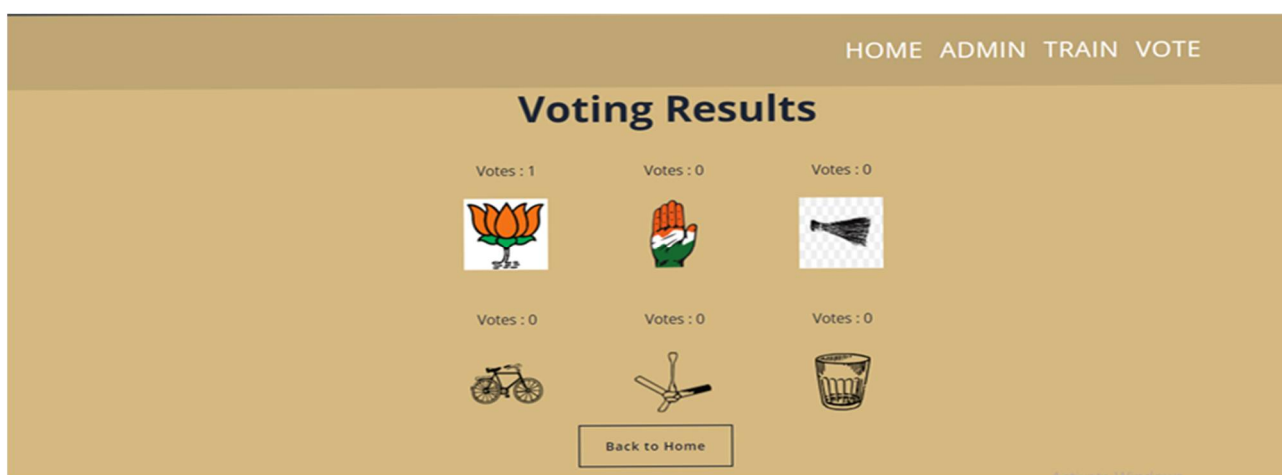 HOME ADMIN TRAIN VOTE
Voting Results
Votes : 1 Votes : 0 Votes : 0
Votes : 0 Votes : 0 Votes : 0
Back to Home